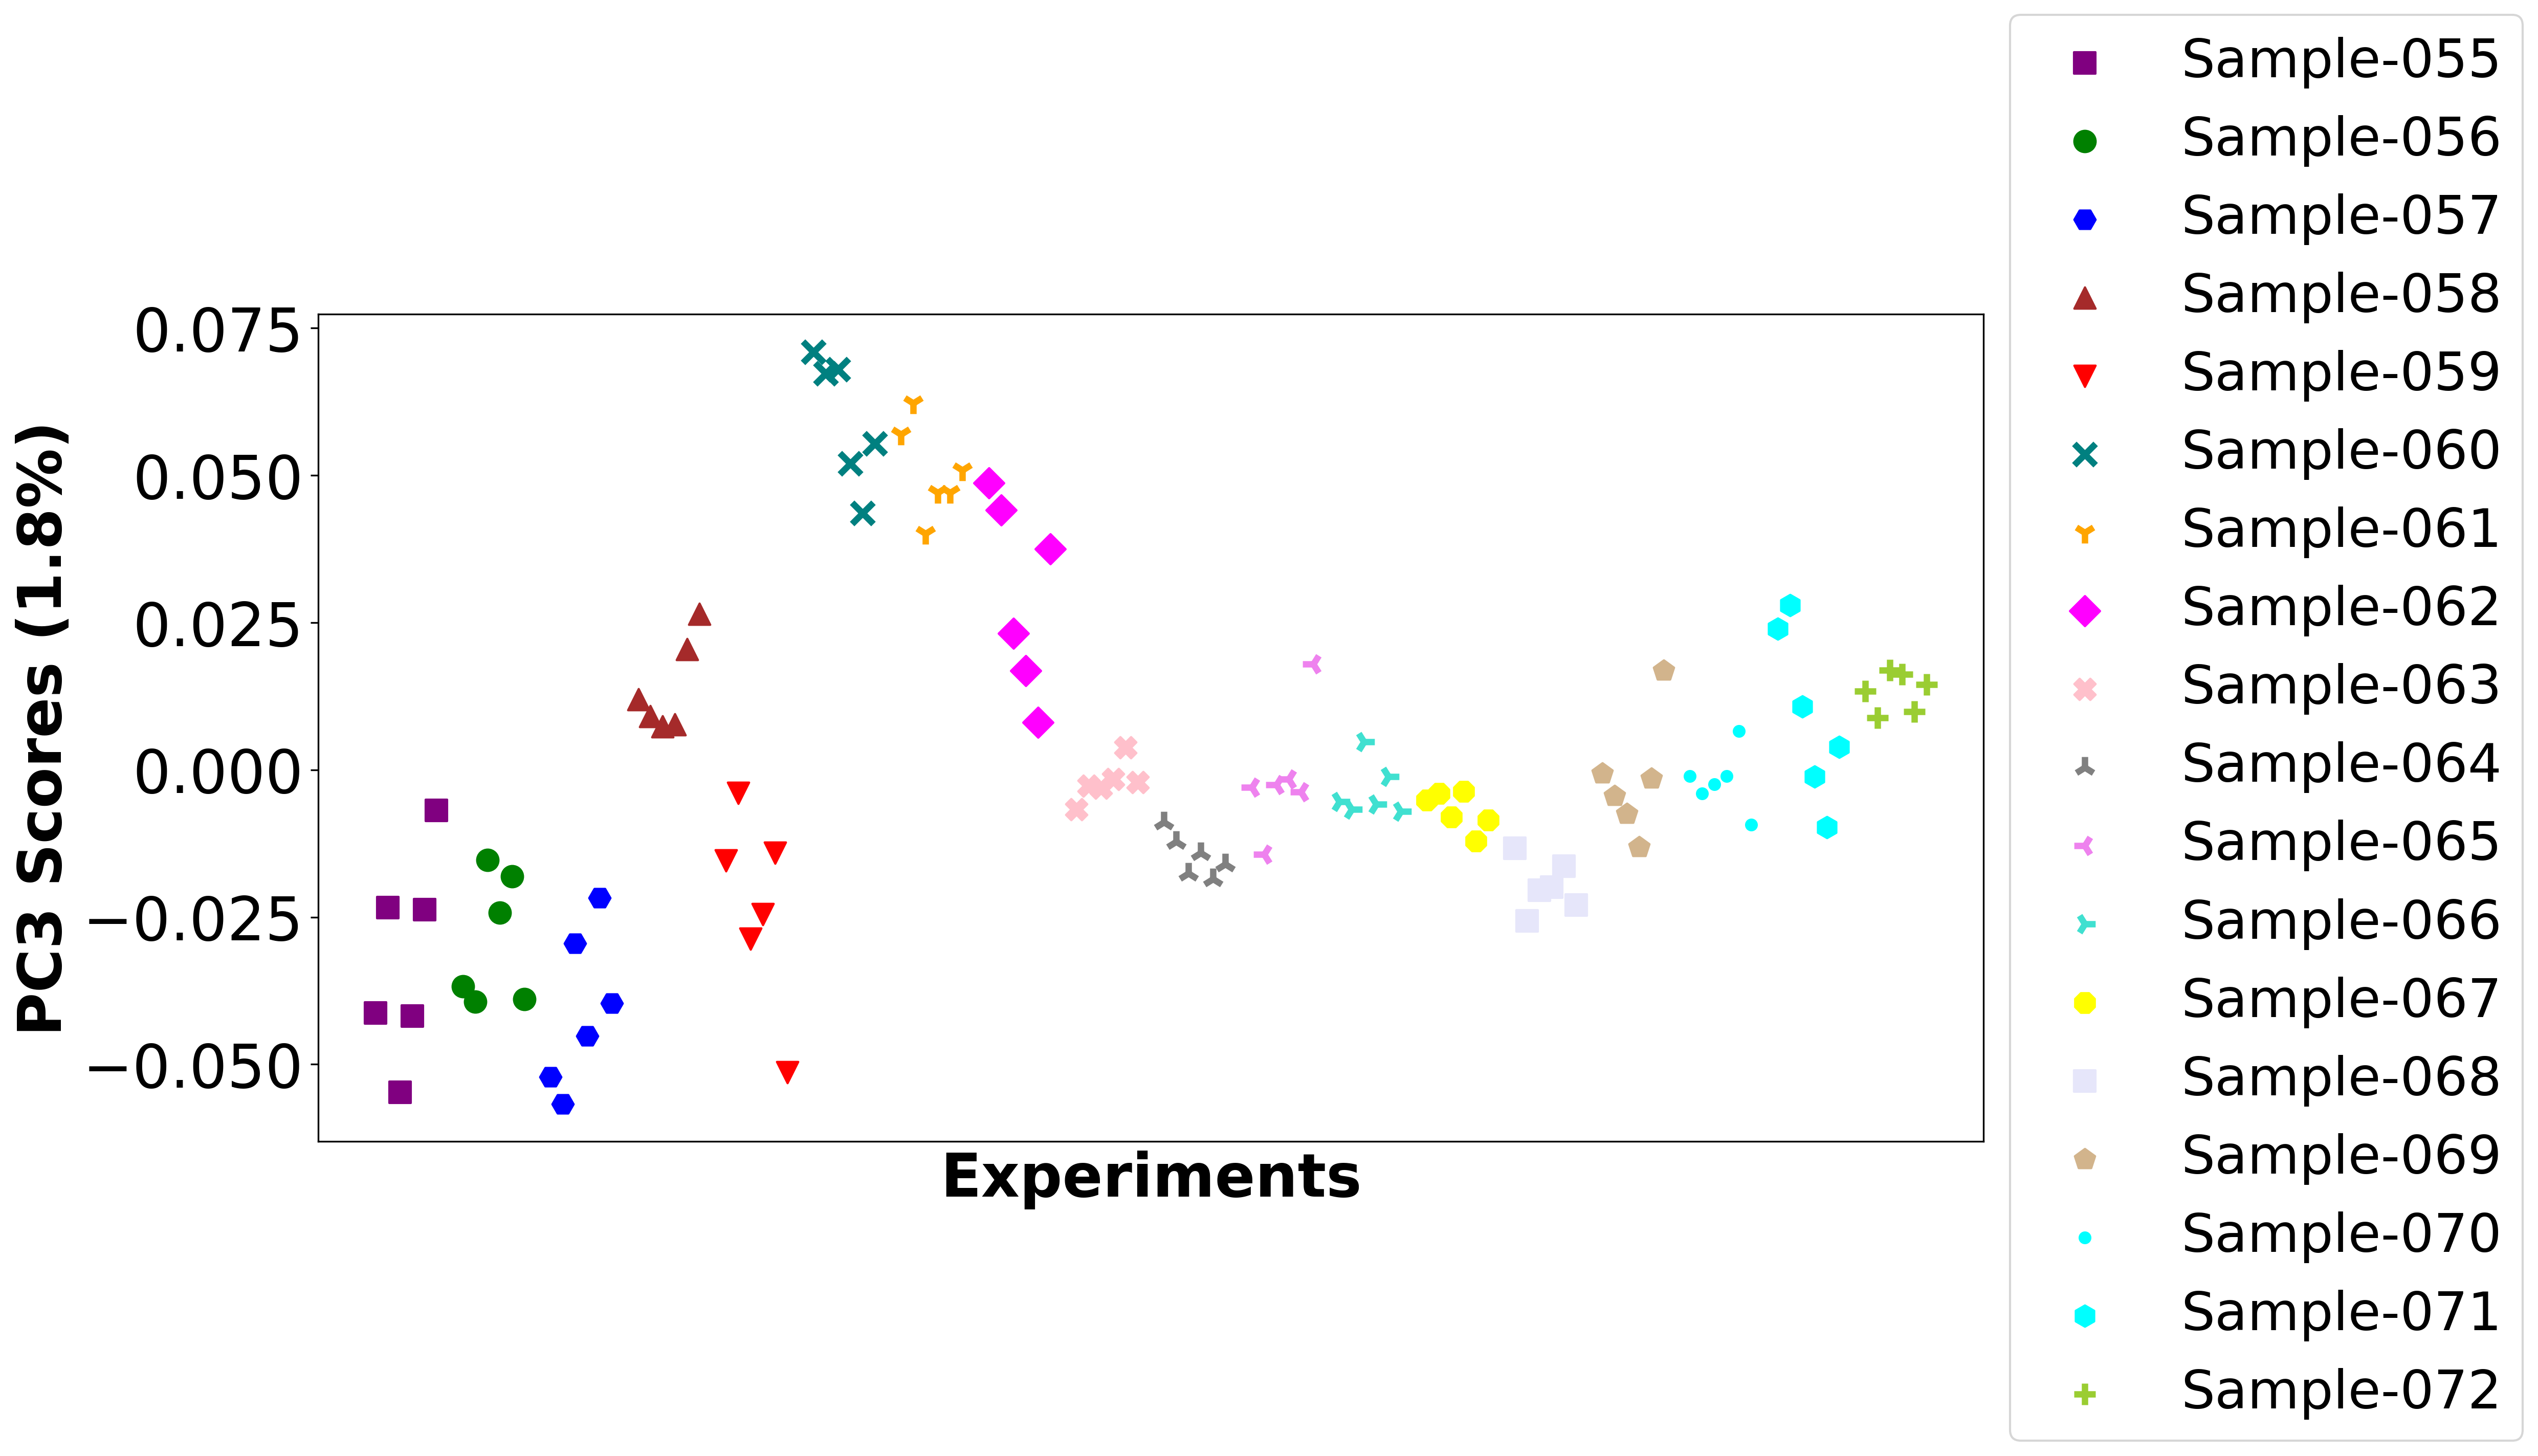 PC3 Scores (1.8%)
0.075
0.050
0.025
0.000
−0.025
−0.050
Experiments
Sample-055
Sample-056
Sample-057
Sample-058
Sample-059
Sample-060
Sample-061
Sample-062
Sample-063
Sample-064
Sample-065
Sample-066
Sample-067
Sample-068
Sample-069
Sample-070
Sample-071
Sample-072